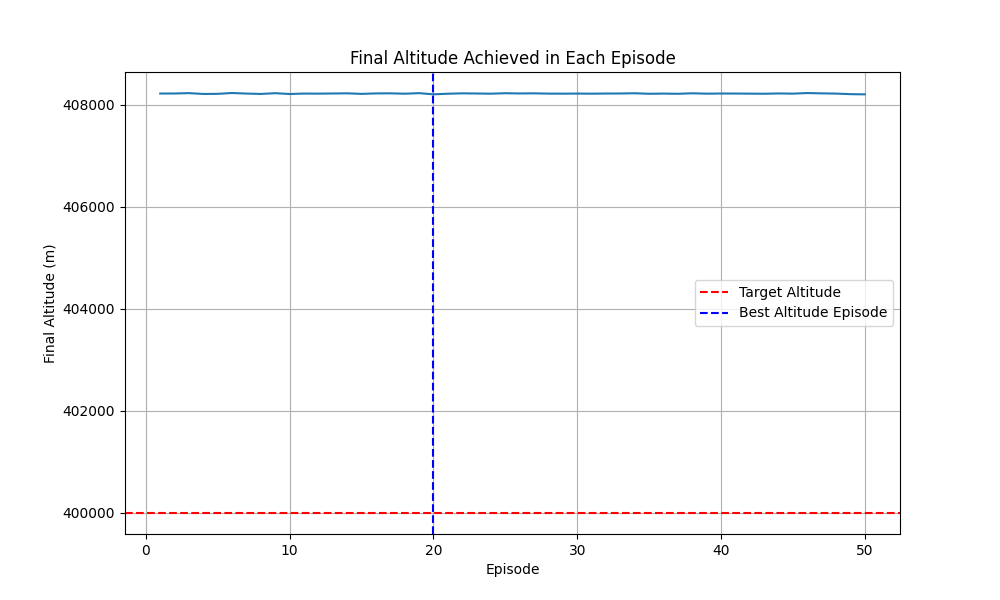 Final Altitude Achieved in Each Episode
408000
406000
404000
402000
400000
Final Altitude (m)
Target Altitude
Best Altitude Episode
0 10 20 30 40 50
Episode